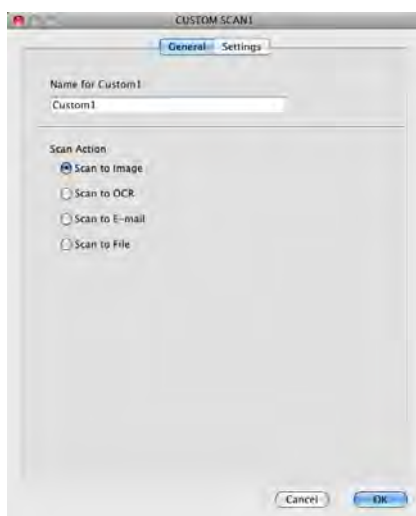 CUSTOM SCAN1
General Settings
Name for Custom1
Custom1
Scan Action
Scan to Image
Scan to OCR
Scan to E-mail
Scan to File
Cancel OK